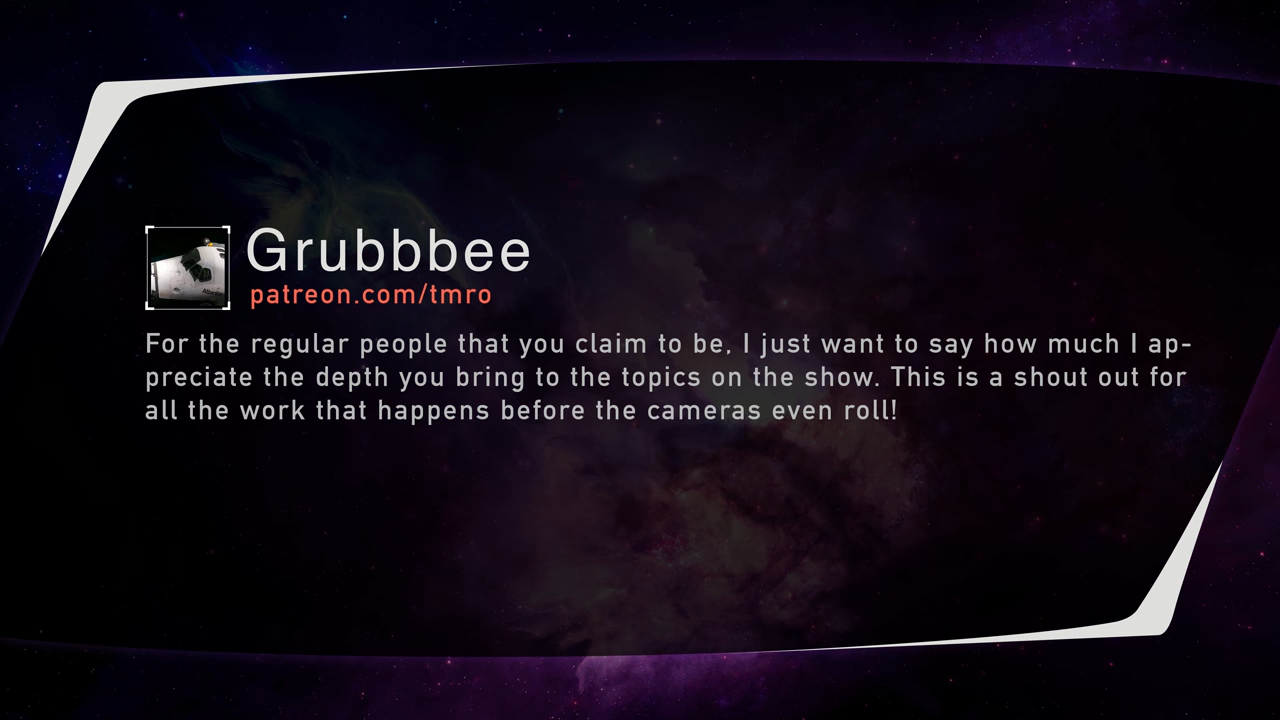 Grubbbee
patreon.com/tmro
For the regular people that you claim to be, I just want to say how much I ap-
preciate the depth you bring to the topics on the show. This is a shout out for
all the work that happens before the cameras even roll!